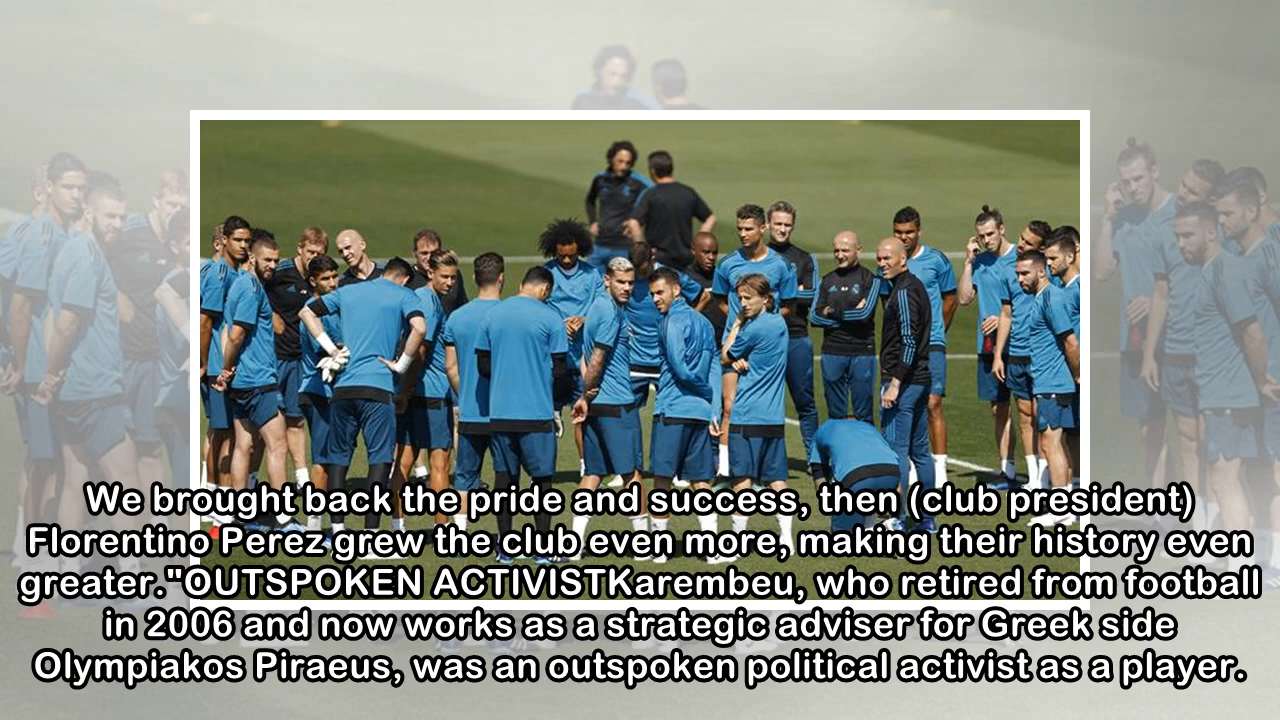 We brought back the pride and success, then (club president)
Florentino Perez grew the club even more, making their history even
greater."OUTSPOKEN ACTIVISTKarembeu, who retired from football
in 2006 and now works as a strategic adviser for Greek side
Olympiakos Piraeus, was an outspoken political activist as a player.